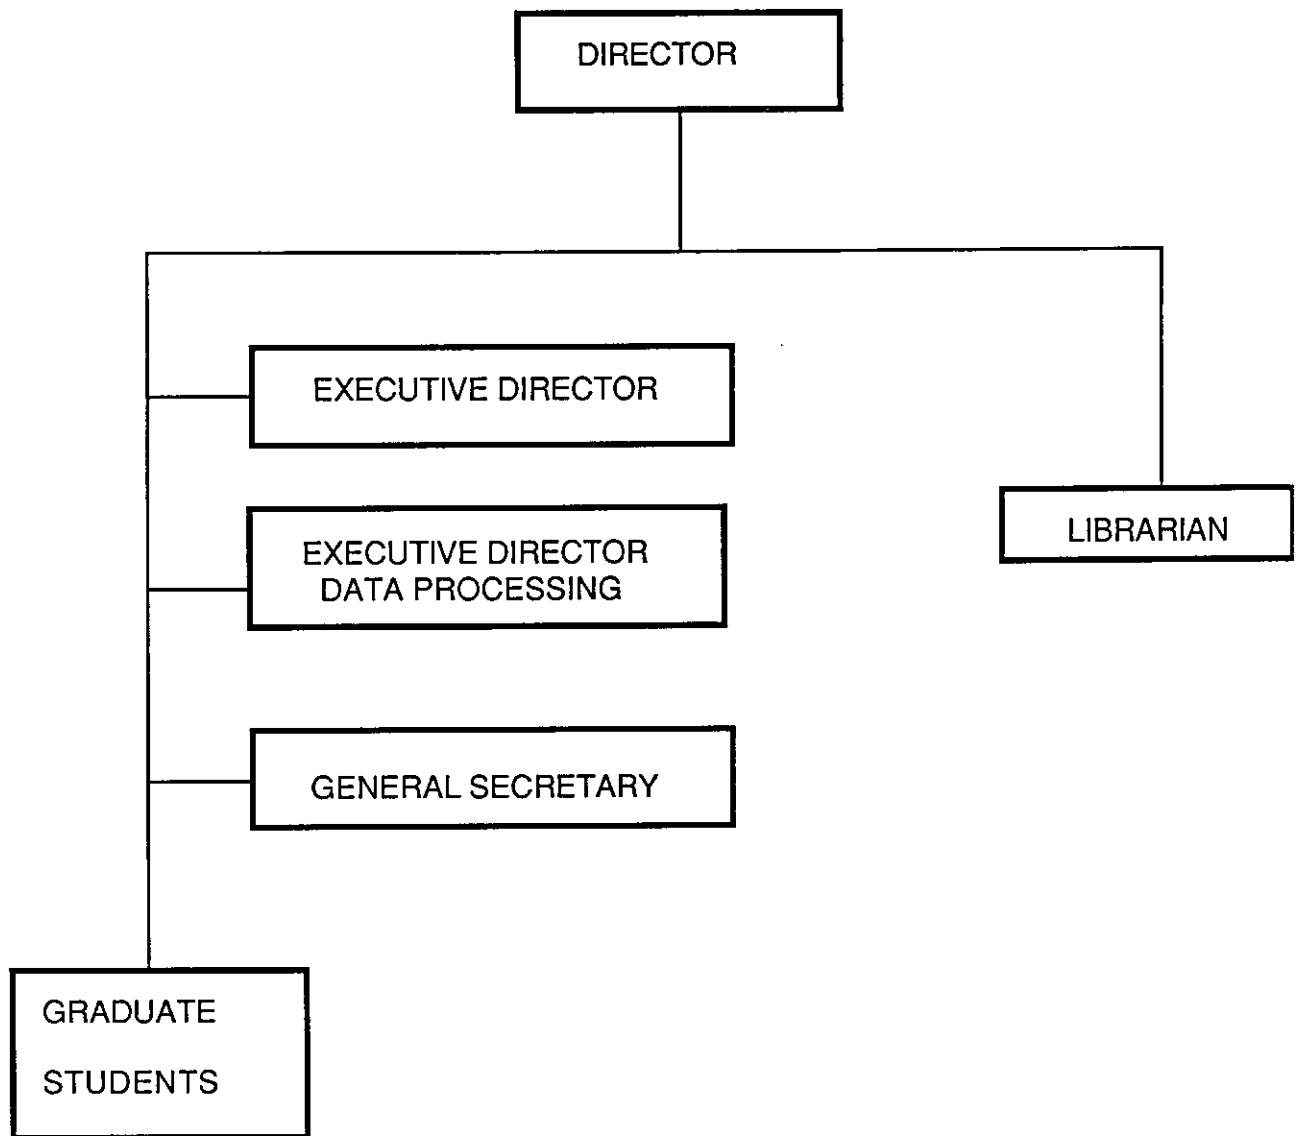 DIRECTOR
EXECUTIVE DIRECTOR
EXECUTIVE DIRECTOR
DATA PROCESSING
LIBRARIAN
GENERAL SECRETARY
GRADUATE
STUDENTS